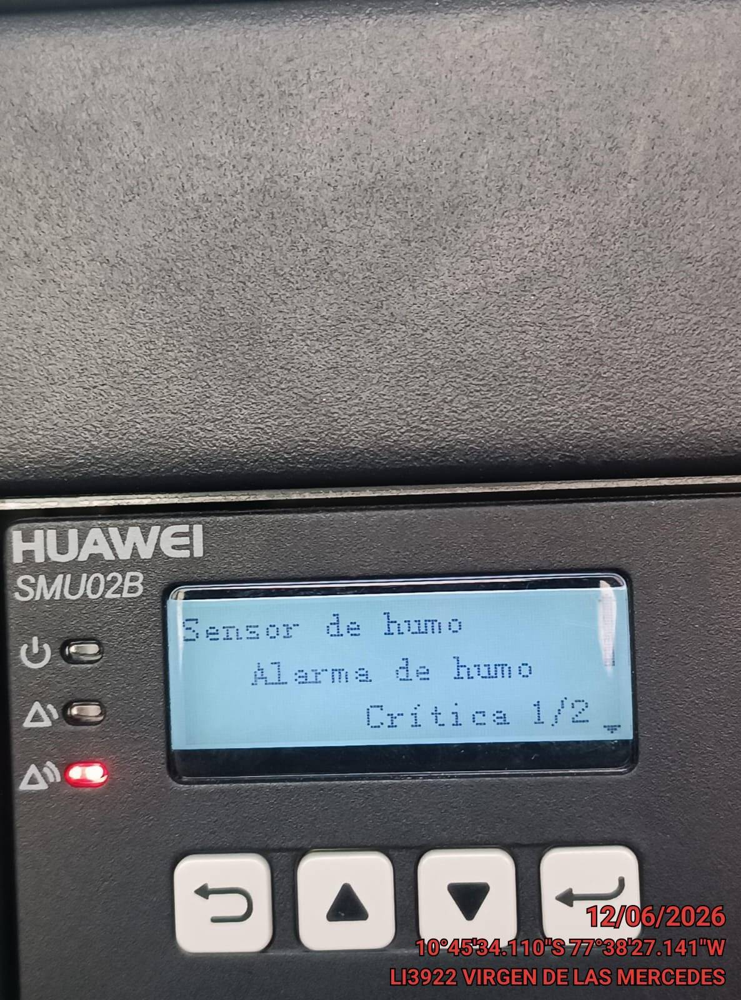 HUAWEI
SMU02B
Sensor de humo
Alarma de humo
Crítica 1/2
12/06/2026
10°45'34.110"S 77°38'27.141"W
LI3922 VIRGEN DE LAS MERCEDES